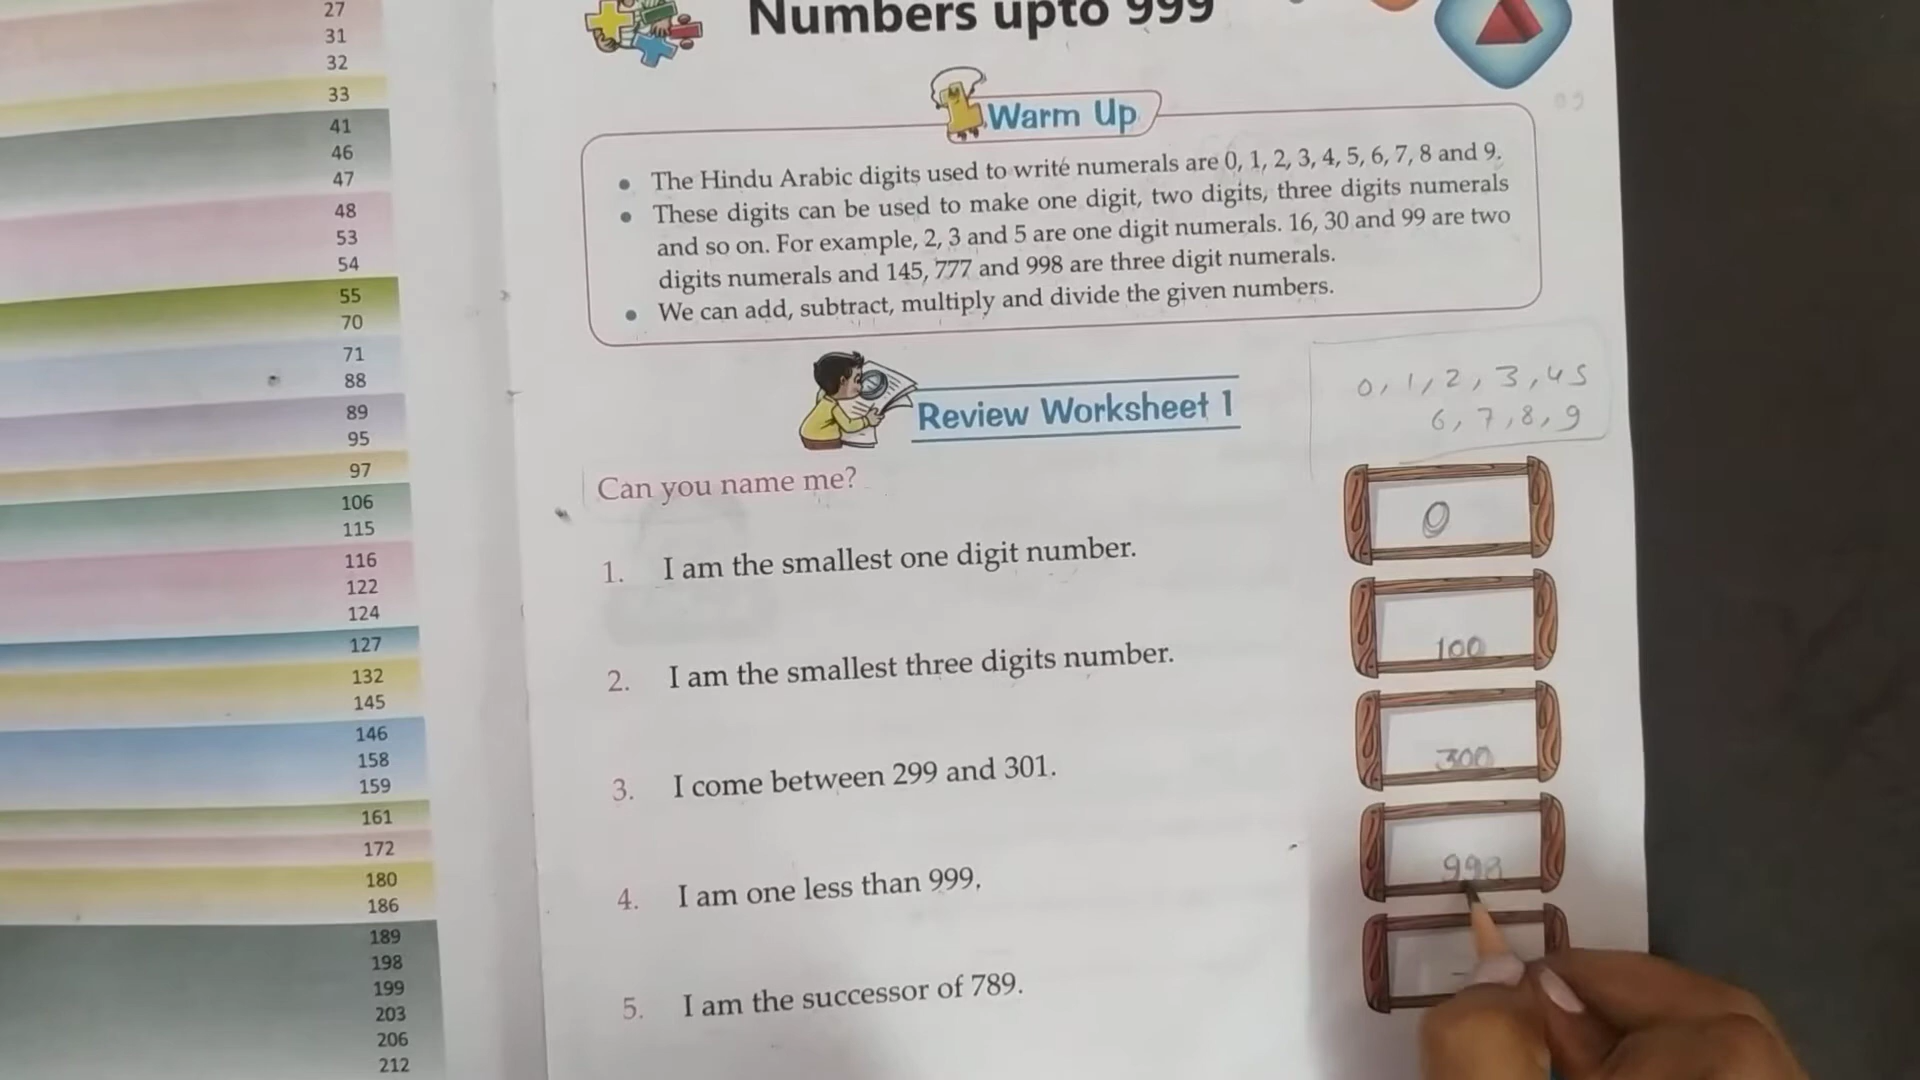 27
31
32
33
41
46
47
48
53
54
55
70
71
88
89
95
97
106
115
116
122
124
127
132
145
146
158
159
161
172
180
186
189
198
199
203
206
212
Numbers upto 999
Warm Up
• The Hindu Arabic digits used to write numerals are 0, 1, 2, 3, 4, 5, 6, 7, 8 and 9.
• These digits can be used to make one digit, two digits, three digits numerals
and so on. For example, 2, 3 and 5 are one digit numerals. 16, 30 and 99 are two
digits numerals and 145, 777 and 998 are three digit numerals.
• We can add, subtract, multiply and divide the given numbers.
Review Worksheet 1
0, 1, 2, 3, 4 5
6, 7, 8, 9
Can you name me?
1. I am the smallest one digit number. 0
2. I am the smallest three digits number. 100
3. I come between 299 and 301. 300
4. I am one less than 999. 998
5. I am the successor of 789.